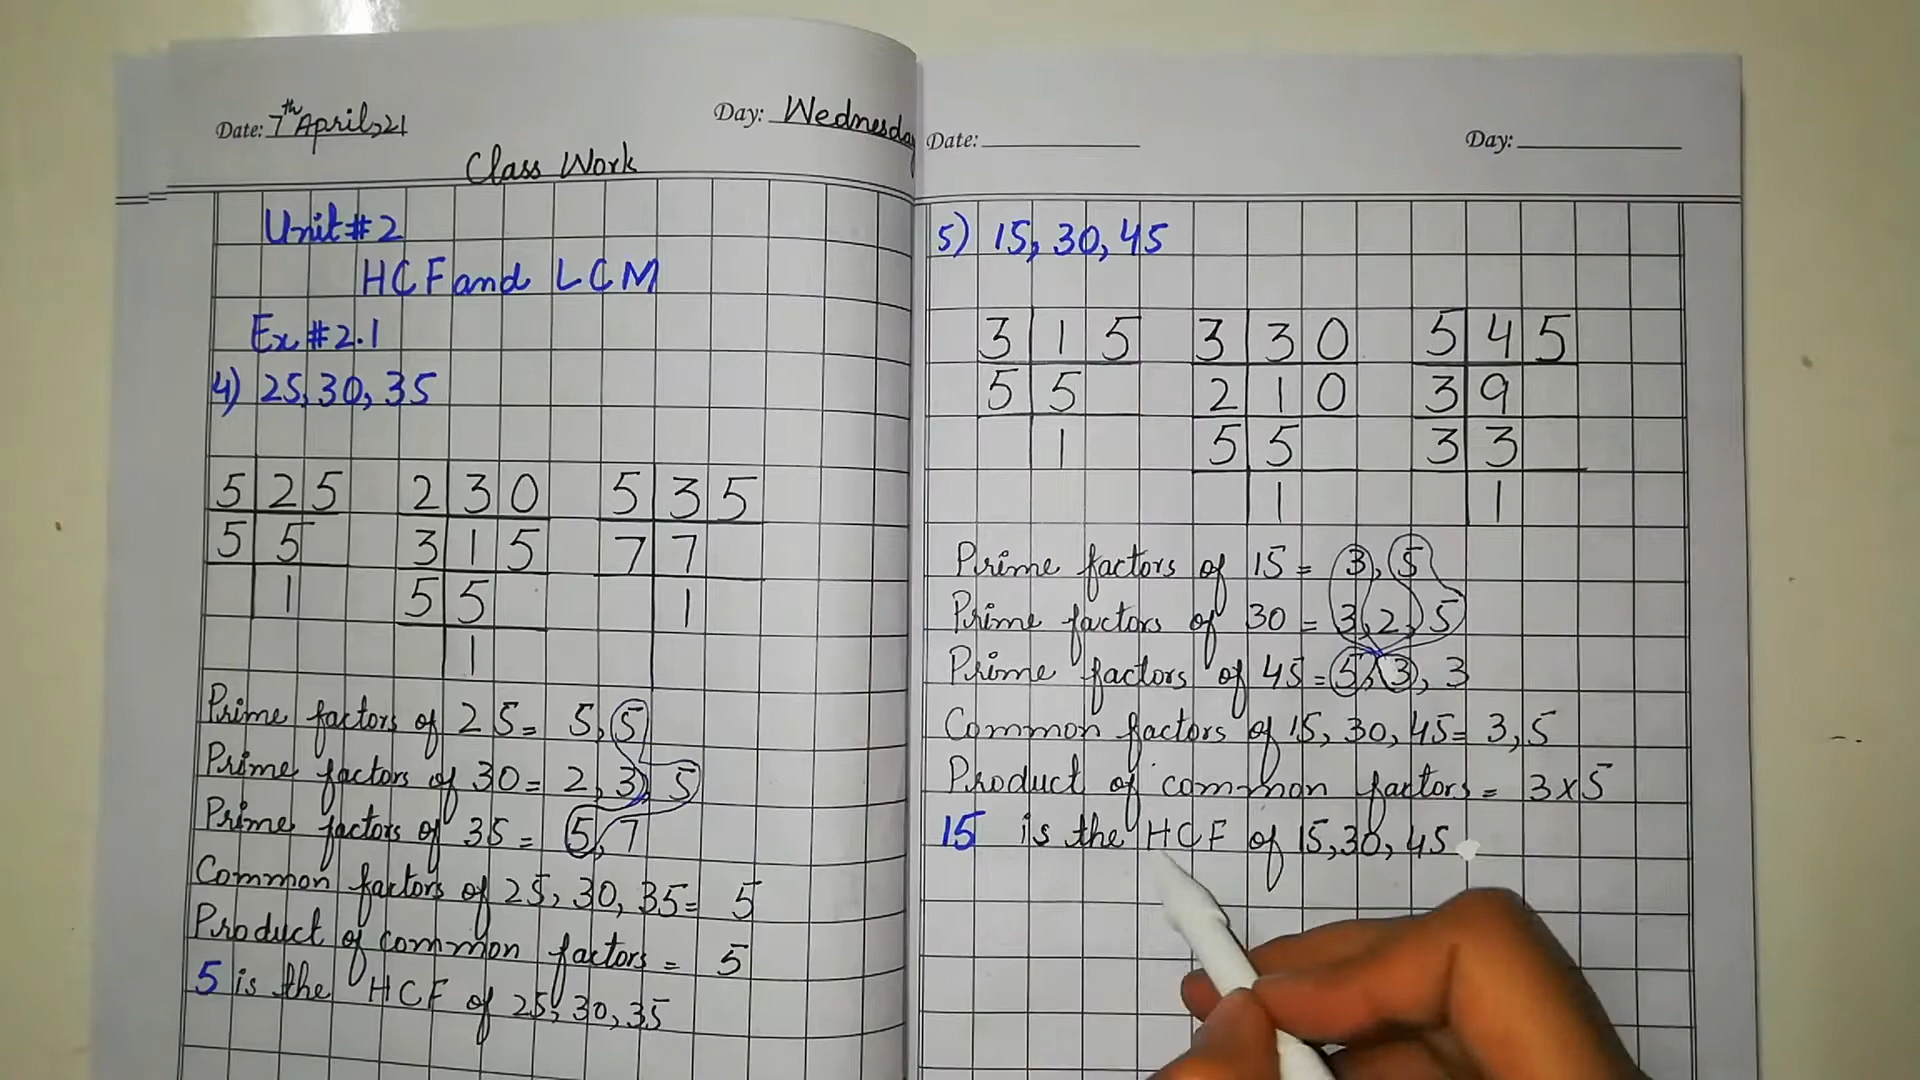 Date: 7th April, 21
Day: Wednesday
Class Work
Unit # 2
HCF and LCM
Ex # 2.1
4) 25, 30, 35
5 25 2 30 5 35
5 5 3 15 7 7
1 5 5 1
1
Prime factors of 25 = 5, 5
Prime factors of 30 = 2, 3, 5
Prime factors of 35 = 5, 7
Common factors of 25, 30, 35 = 5
Product of common factors = 5
5 is the HCF of 25, 30, 35
Date:
Day:
5) 15, 30, 45
3 15 3 30 5 45
5 5 2 10 3 9
1 5 5 3 3
1 1
Prime factors of 15 = 3, 5
Prime factors of 30 = 3, 2, 5
Prime factors of 45 = 5, 3, 3
Common factors of 15, 30, 45 = 3, 5
Product of common factors = 3 x 5
15 is the HCF of 15, 30, 45